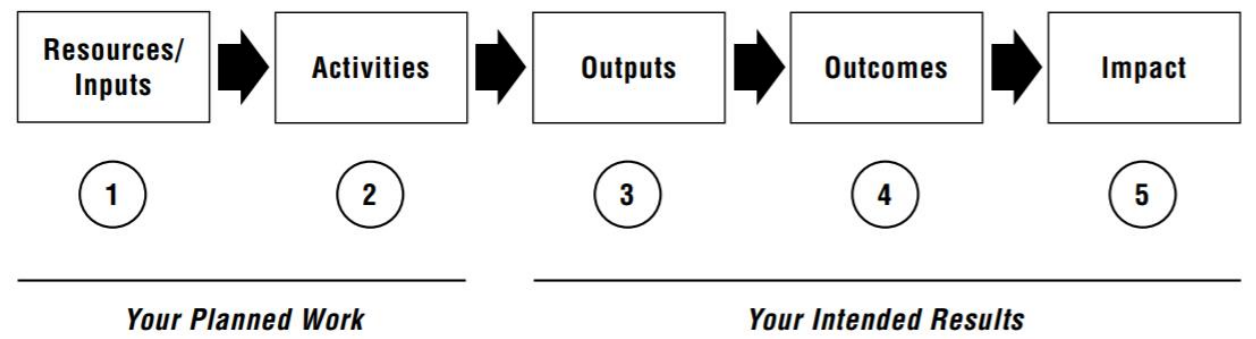 Resources/
Inputs
Activities
Outputs
Outcomes
Impact
1
2
3
4
5
Your Planned Work
Your Intended Results